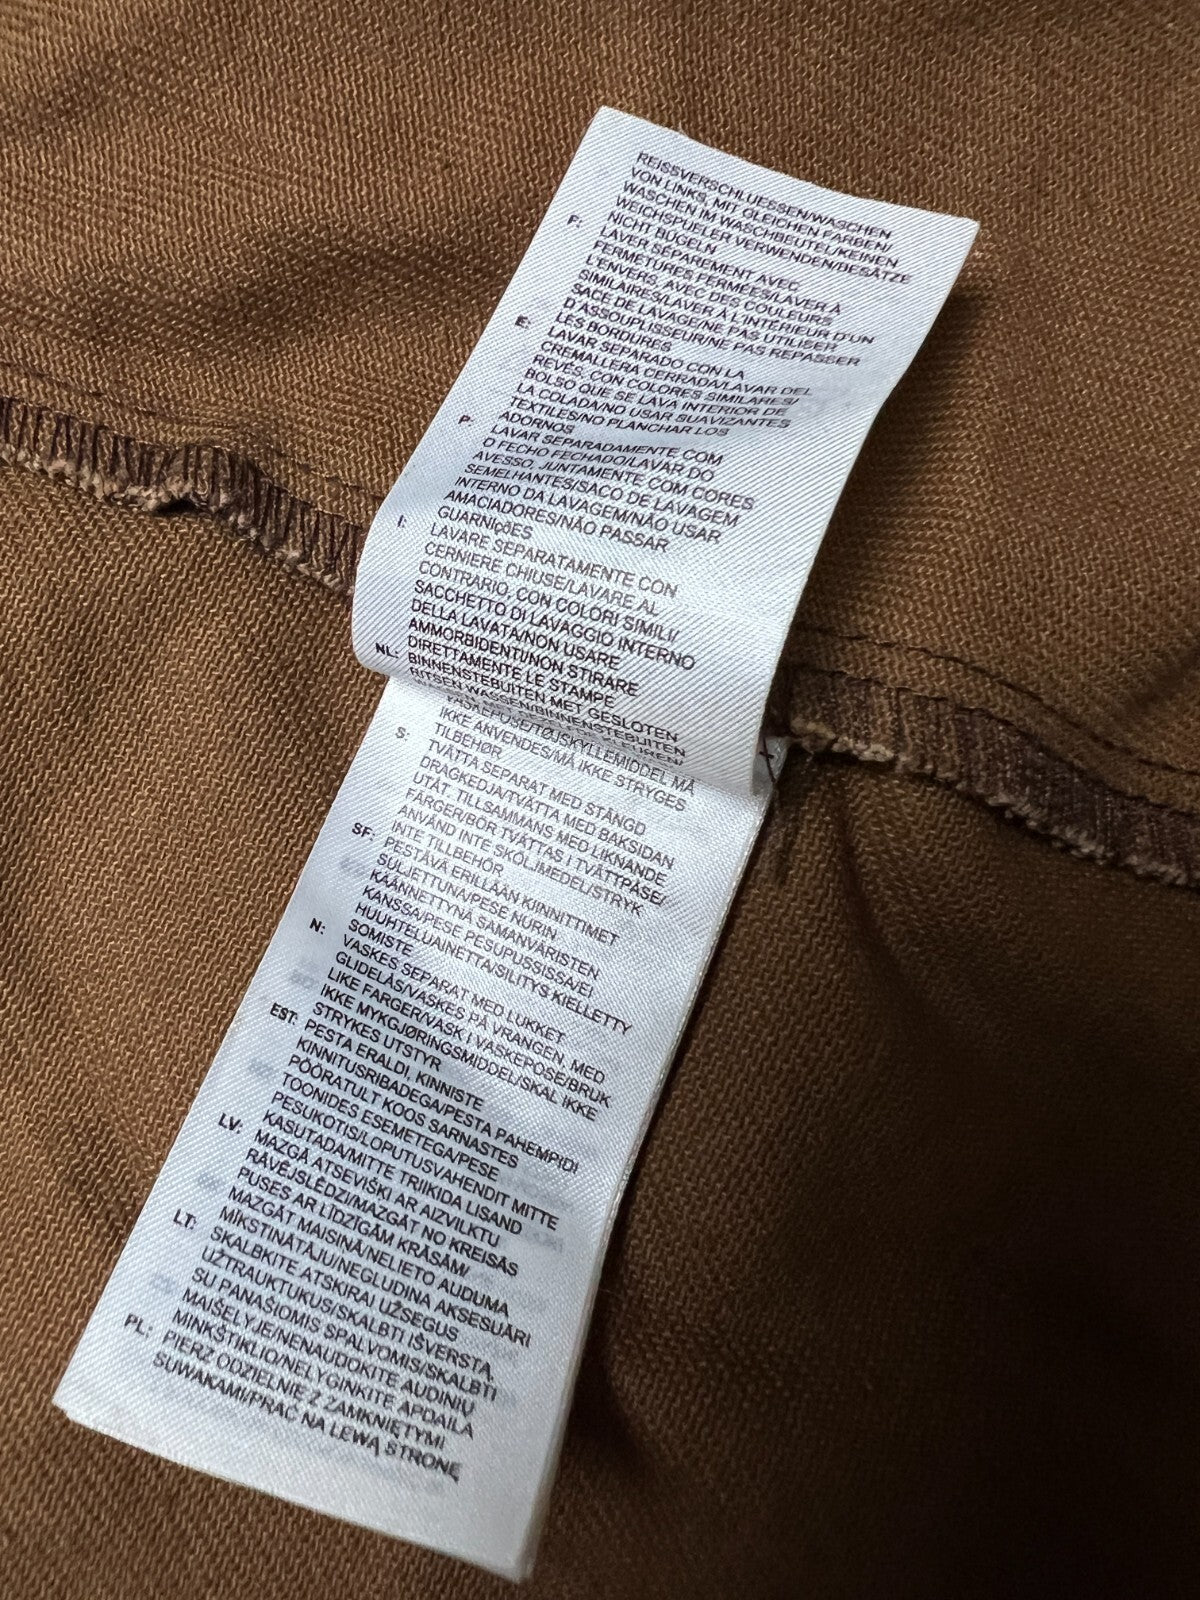 REISSVERSCHLUESSEN/WASCHEN
VON LINKS, MIT GLEICHEN FARBEN/
WASCHEN IM WASCHBEUTEL/KEINEN
WEICHSPUELER VERWENDEN/BESÄTZE
NICHT BÜGELN
F: LAVER SÉPAREMENT AVEC
FERMETURES FERMÉES/LAVER À
L'ENVERS, AVEC DES COULEURS
SIMILAIRES/LAVER À L'INTÉRIEUR D'UN
SACE DE LAVAGE/NE PAS UTILISER
D'ASSOUPLISSEUR/NE PAS REPASSER
LES BORDURES
E: LAVAR SEPARADO CON LA
CREMALLERA CERRADA/LAVAR DEL
REVÉS, CON COLORES SIMILARES/
BOLSO QUE SE LAVA INTERIOR DE
LA COLADA/NO USAR SUAVIZANTES
TEXTILES/NO PLANCHAR LOS
ADORNOS
P: LAVAR SEPARADAMENTE COM
O FECHO FECHADO/LAVAR DO
AVESSO, JUNTAMENTE COM CORES
SEMELHANTES/SACO DE LAVAGEM
INTERNO DA LAVAGEM/NÃO USAR
AMACIADORES/NÃO PASSAR
GUARNIÇÕES
I: LAVARE SEPARATAMENTE CON
CERNIERE CHIUSE/LAVARE AL
CONTRARIO, CON COLORI SIMILI/
SACCHETTO DI LAVAGGIO INTERNO
DELLA LAVATA/NON USARE
AMMORBIDENTI/NON STIRARE
DIRETTAMENTE LE STAMPE
NL: BINNENSTEBUITEN MET GESLOTEN
RITSEN WASSEN/BINNENSTEBUITEN
VASKEPOSE/TØJSKYLLEMIDDEL MÅ
IKKE ANVENDES/MÅ IKKE STRYGES
TILBEHØR
S: TVÄTTA SEPARAT MED STÄNGD
DRAGKEDJA/TVÄTTA MED BAKSIDAN
UTÅT, TILLSAMMANS MED LIKNANDE
FÄRGER/BÖR TVÄTTAS I TVÄTTPÅSE/
ANVÄND INTE SKÖLJMEDEL/STRYK
INTE TILLBEHÖR
SF: PESTÄVÄ ERILLÄÄN KIINNITTIMET
SULJETTUNA/PESE NURIN
KÄÄNNETTYNÄ SAMANVÄRISTEN
KANSSA/PESE PESUPUSSISSA/EI
HUUHTELUAINETTA/SILITYS KIELLETTY
SOMISTE
N: VASKES SEPARAT MED LUKKET
GLIDELÅS/VASKES PÅ VRANGEN, MED
LIKE FARGER/VASK I VASKEPOSE/BRUK
IKKE MYKGJØRINGSMIDDEL/SKAL IKKE
STRYKES UTSTYR
EST: PESTA ERALDI, KINNISTE
KINNITUSRIBADEGA/PESTA PAHEMPIDI
PÖÖRATULT KOOS SARNASTES
TOONIDES ESEMETEGA/PESE
PESUKOTIS/LOPUTUSVAHENDIT MITTE
KASUTADA/MITTE TRIIKIDA LISAND
LV: MAZGĀ ATSEVIŠKI AR AIZVILKTU
RĀVĒJSLĒDZI/MAZGĀT NO KREISĀS
PUSES AR LĪDZĪGĀM KRĀSĀM/
MAZGĀT MAISIŅĀ/NELIETO AUDUMA
MIKSTINĀTĀJU/NEGLUDINA AKSESUĀRI
LT: SKALBKITE ATSKIRAI UŽSEGUS
UŽTRAUKTUKUS/SKALBTI IŠVERSTĄ,
SU PANAŠIOMIS SPALVOMIS/SKALBTI
MAIŠELYJE/NENAUDOKITE AUDINIŲ
MINKŠTIKLIO/NELYGINKITE APDAILA
PL: PIERZ ODZIELNIE Z ZAMKNIĘTYMI
SUWAKAMI/PRAĆ NA LEWĄ STRONĘ